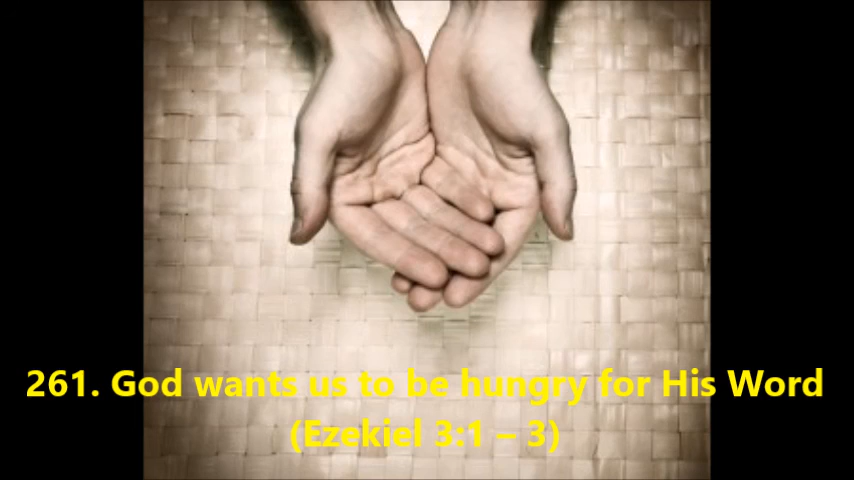 261. God wants us to be hungry for His Word
(Ezekiel 3:1 – 3)